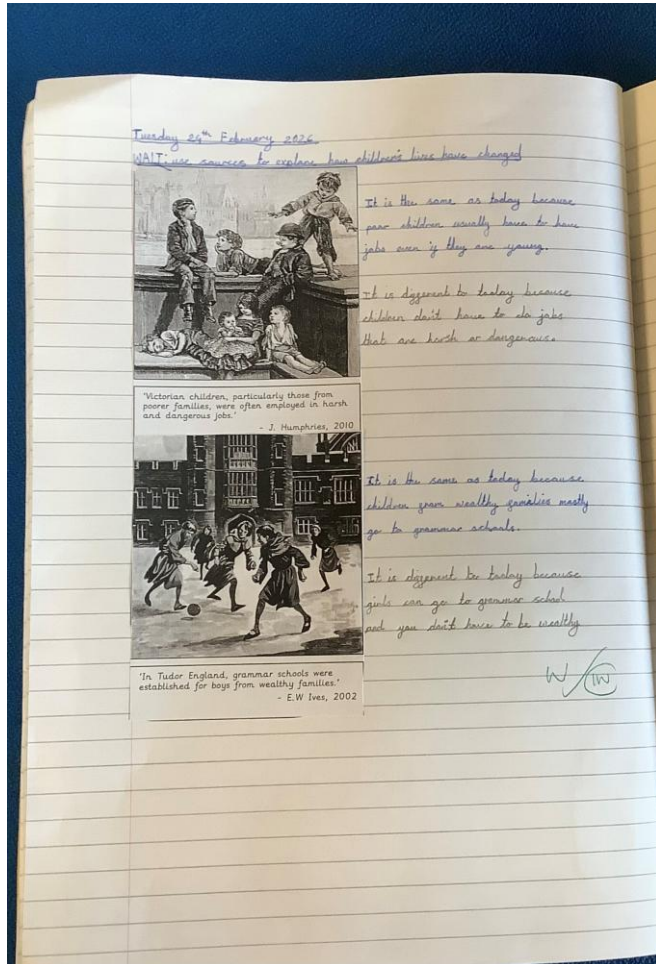 Tuesday 24th February 2026
WALT: use sources to explore how children's lives have changed
It is the same as today because
poor children usually have to have
jobs even if they are young.
It is different to today because
children don't have to do jobs
that are harsh or dangerous.
'Victorian children, particularly those from
poorer families, were often employed in harsh
and dangerous jobs.'
- J. Humphries, 2010
It is the same as today because
children from wealthy families mostly
go to grammar schools.
It is different to today because
girls can go to grammar school
and you don't have to be wealthy
'In Tudor England, grammar schools were
established for boys from wealthy families.'
- E.W Ives, 2002
W/IW